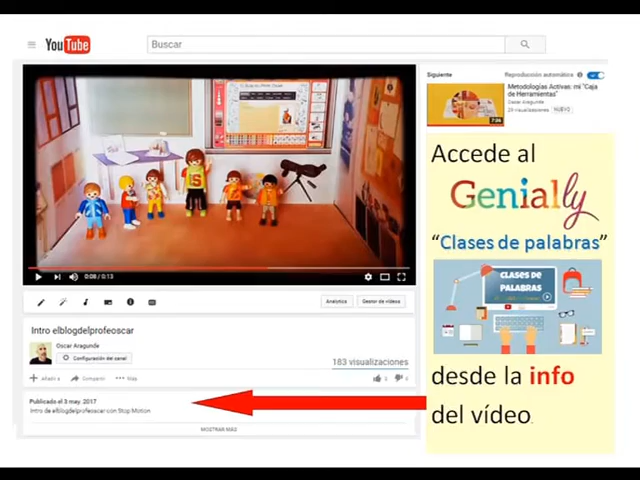 YouTube
Buscar
Siguiente
Reproducción automática
Metodologías Activas: mi "Caja
de Herramientas"
Oscar Aragunde
29 visualizaciones NUEVO
7:06
Accede al
Genially
“Clases de palabras”
CLASES DE
PALABRAS
desde la info
del vídeo.
0:08 / 0:13
Analytics
Gestor de vídeos
Intro elblogdelprofeoscar
Oscar Aragunde
Configuración del canal
183 visualizaciones
Añadir a
Compartir
Más
Publicado el 3 may. 2017
Intro de elblogdelprofeoscar con Stop Motion
MOSTRAR MÁS